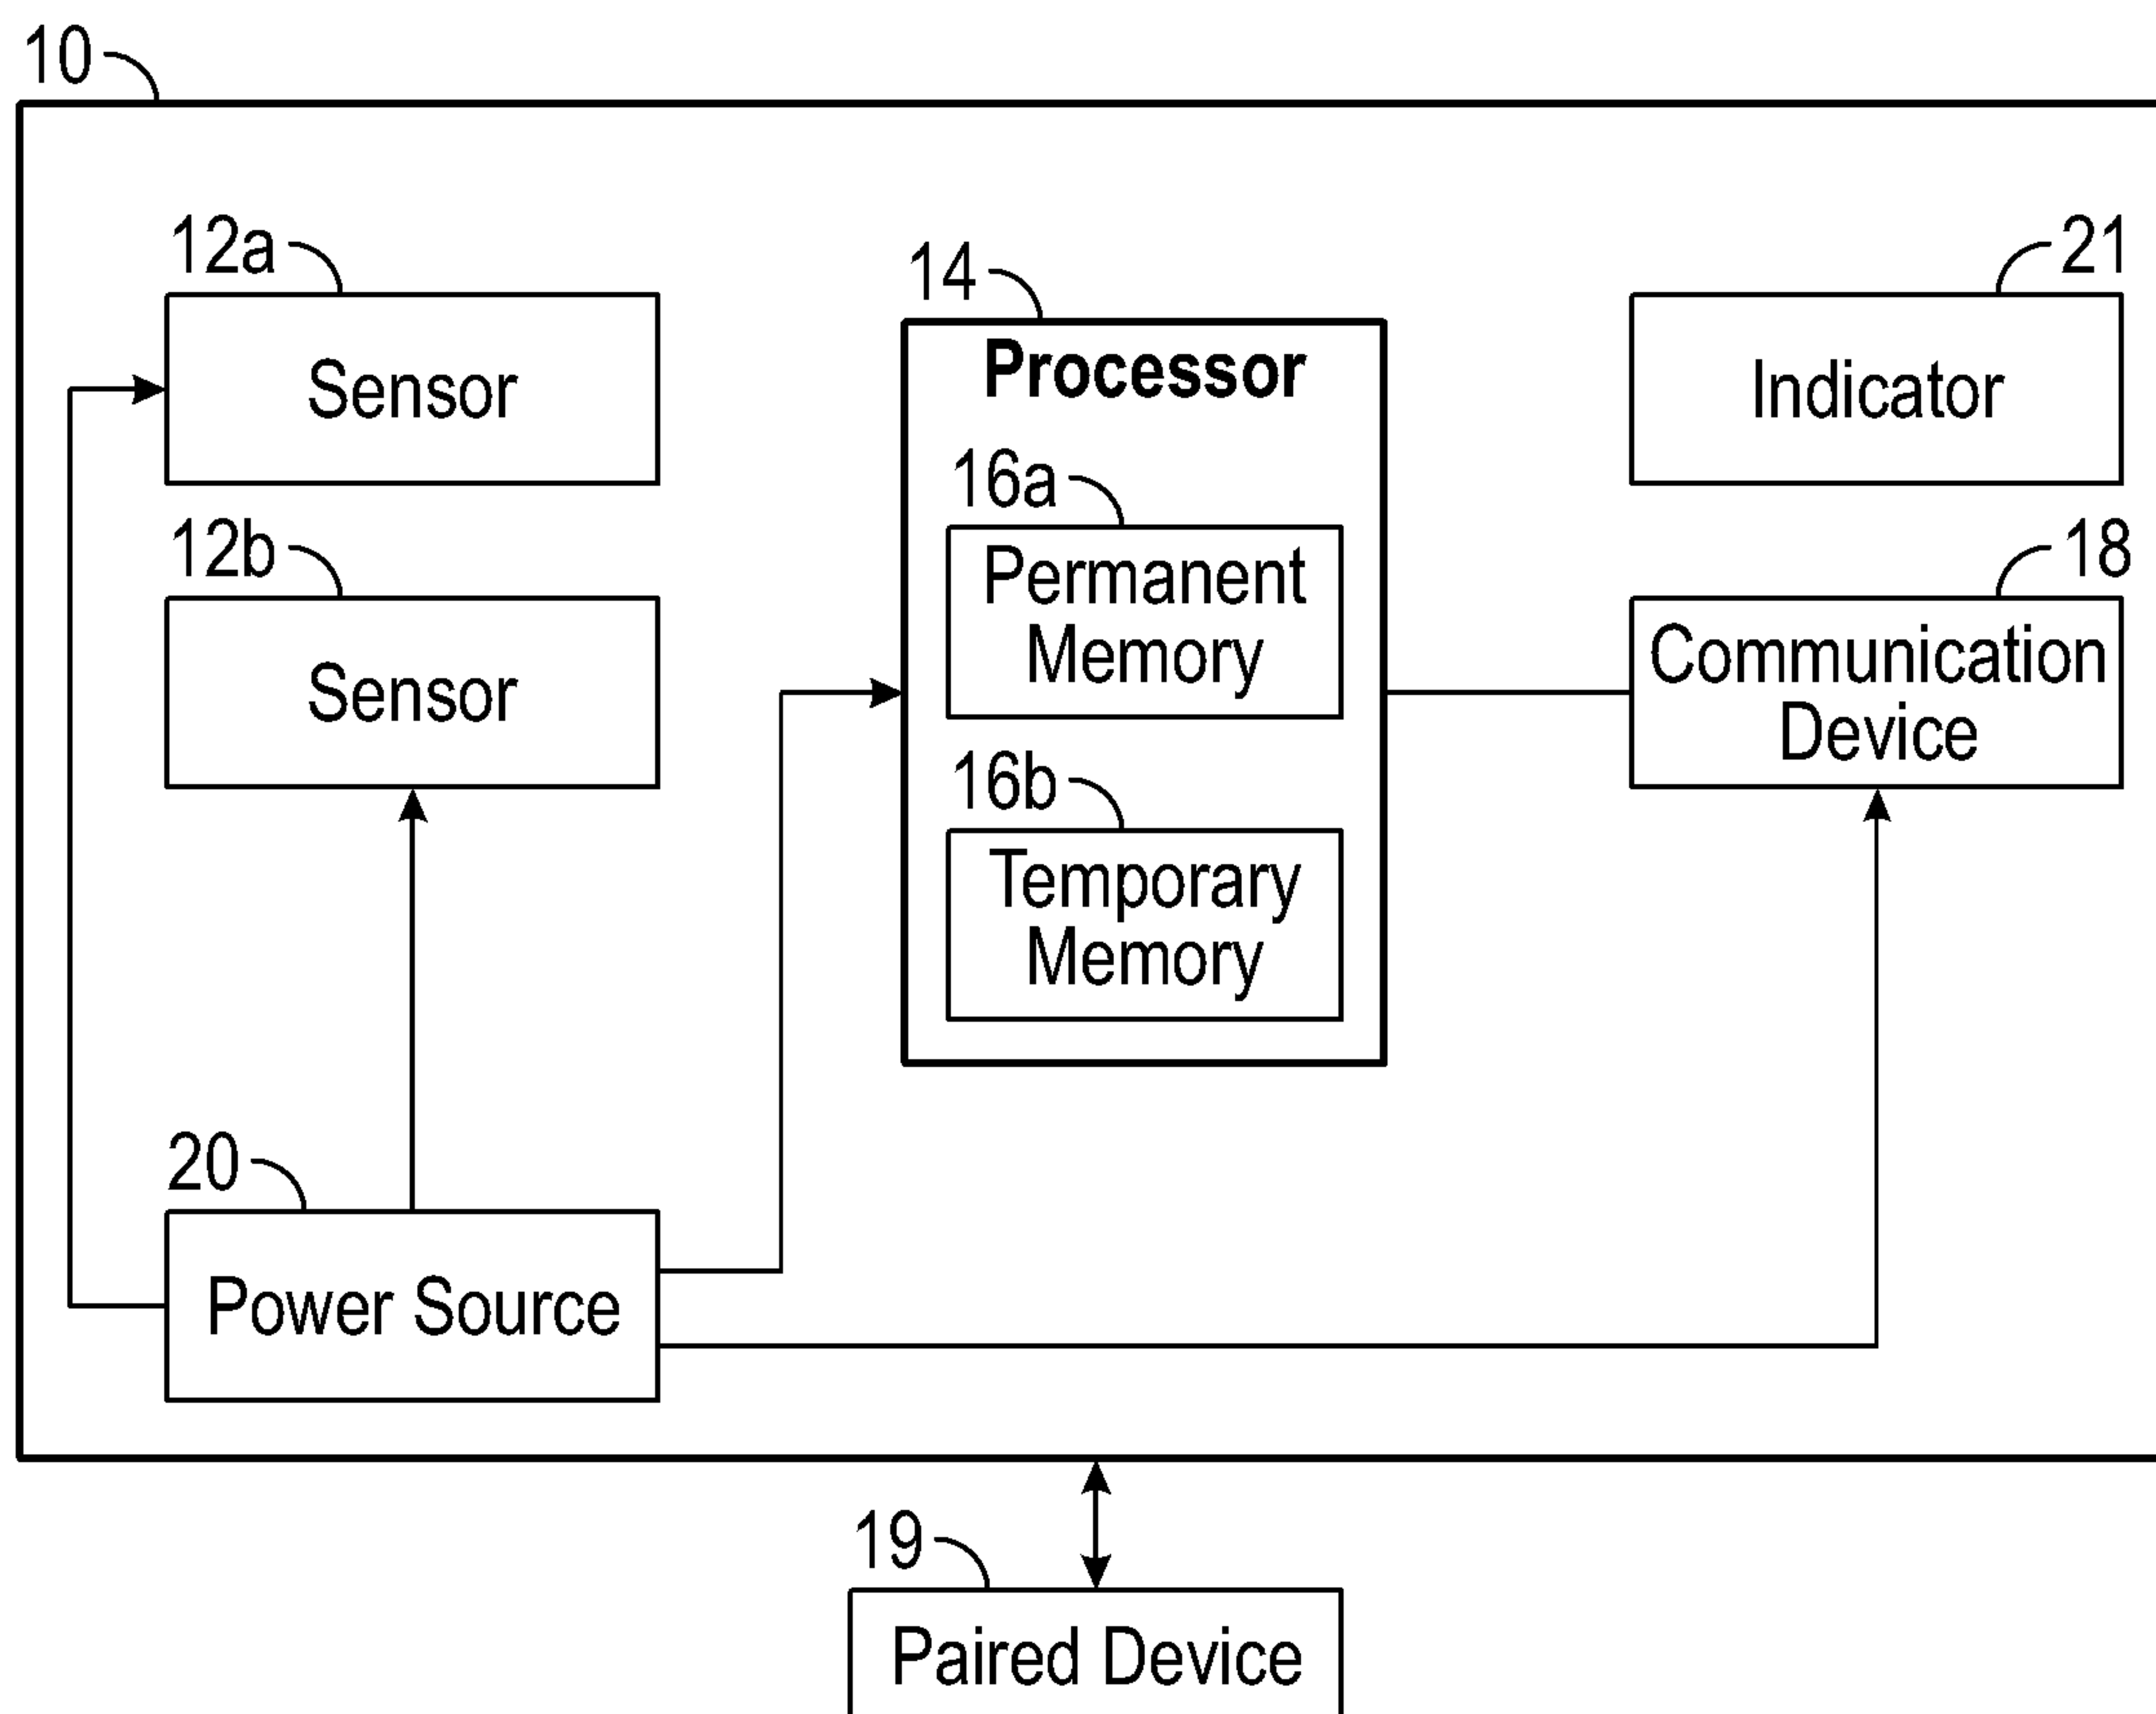 10
12a
Sensor
12b
Sensor
14
Processor
16a
Permanent
Memory
16b
Temporary
Memory
21
Indicator
18
Communication
Device
20
Power Source
19
Paired Device